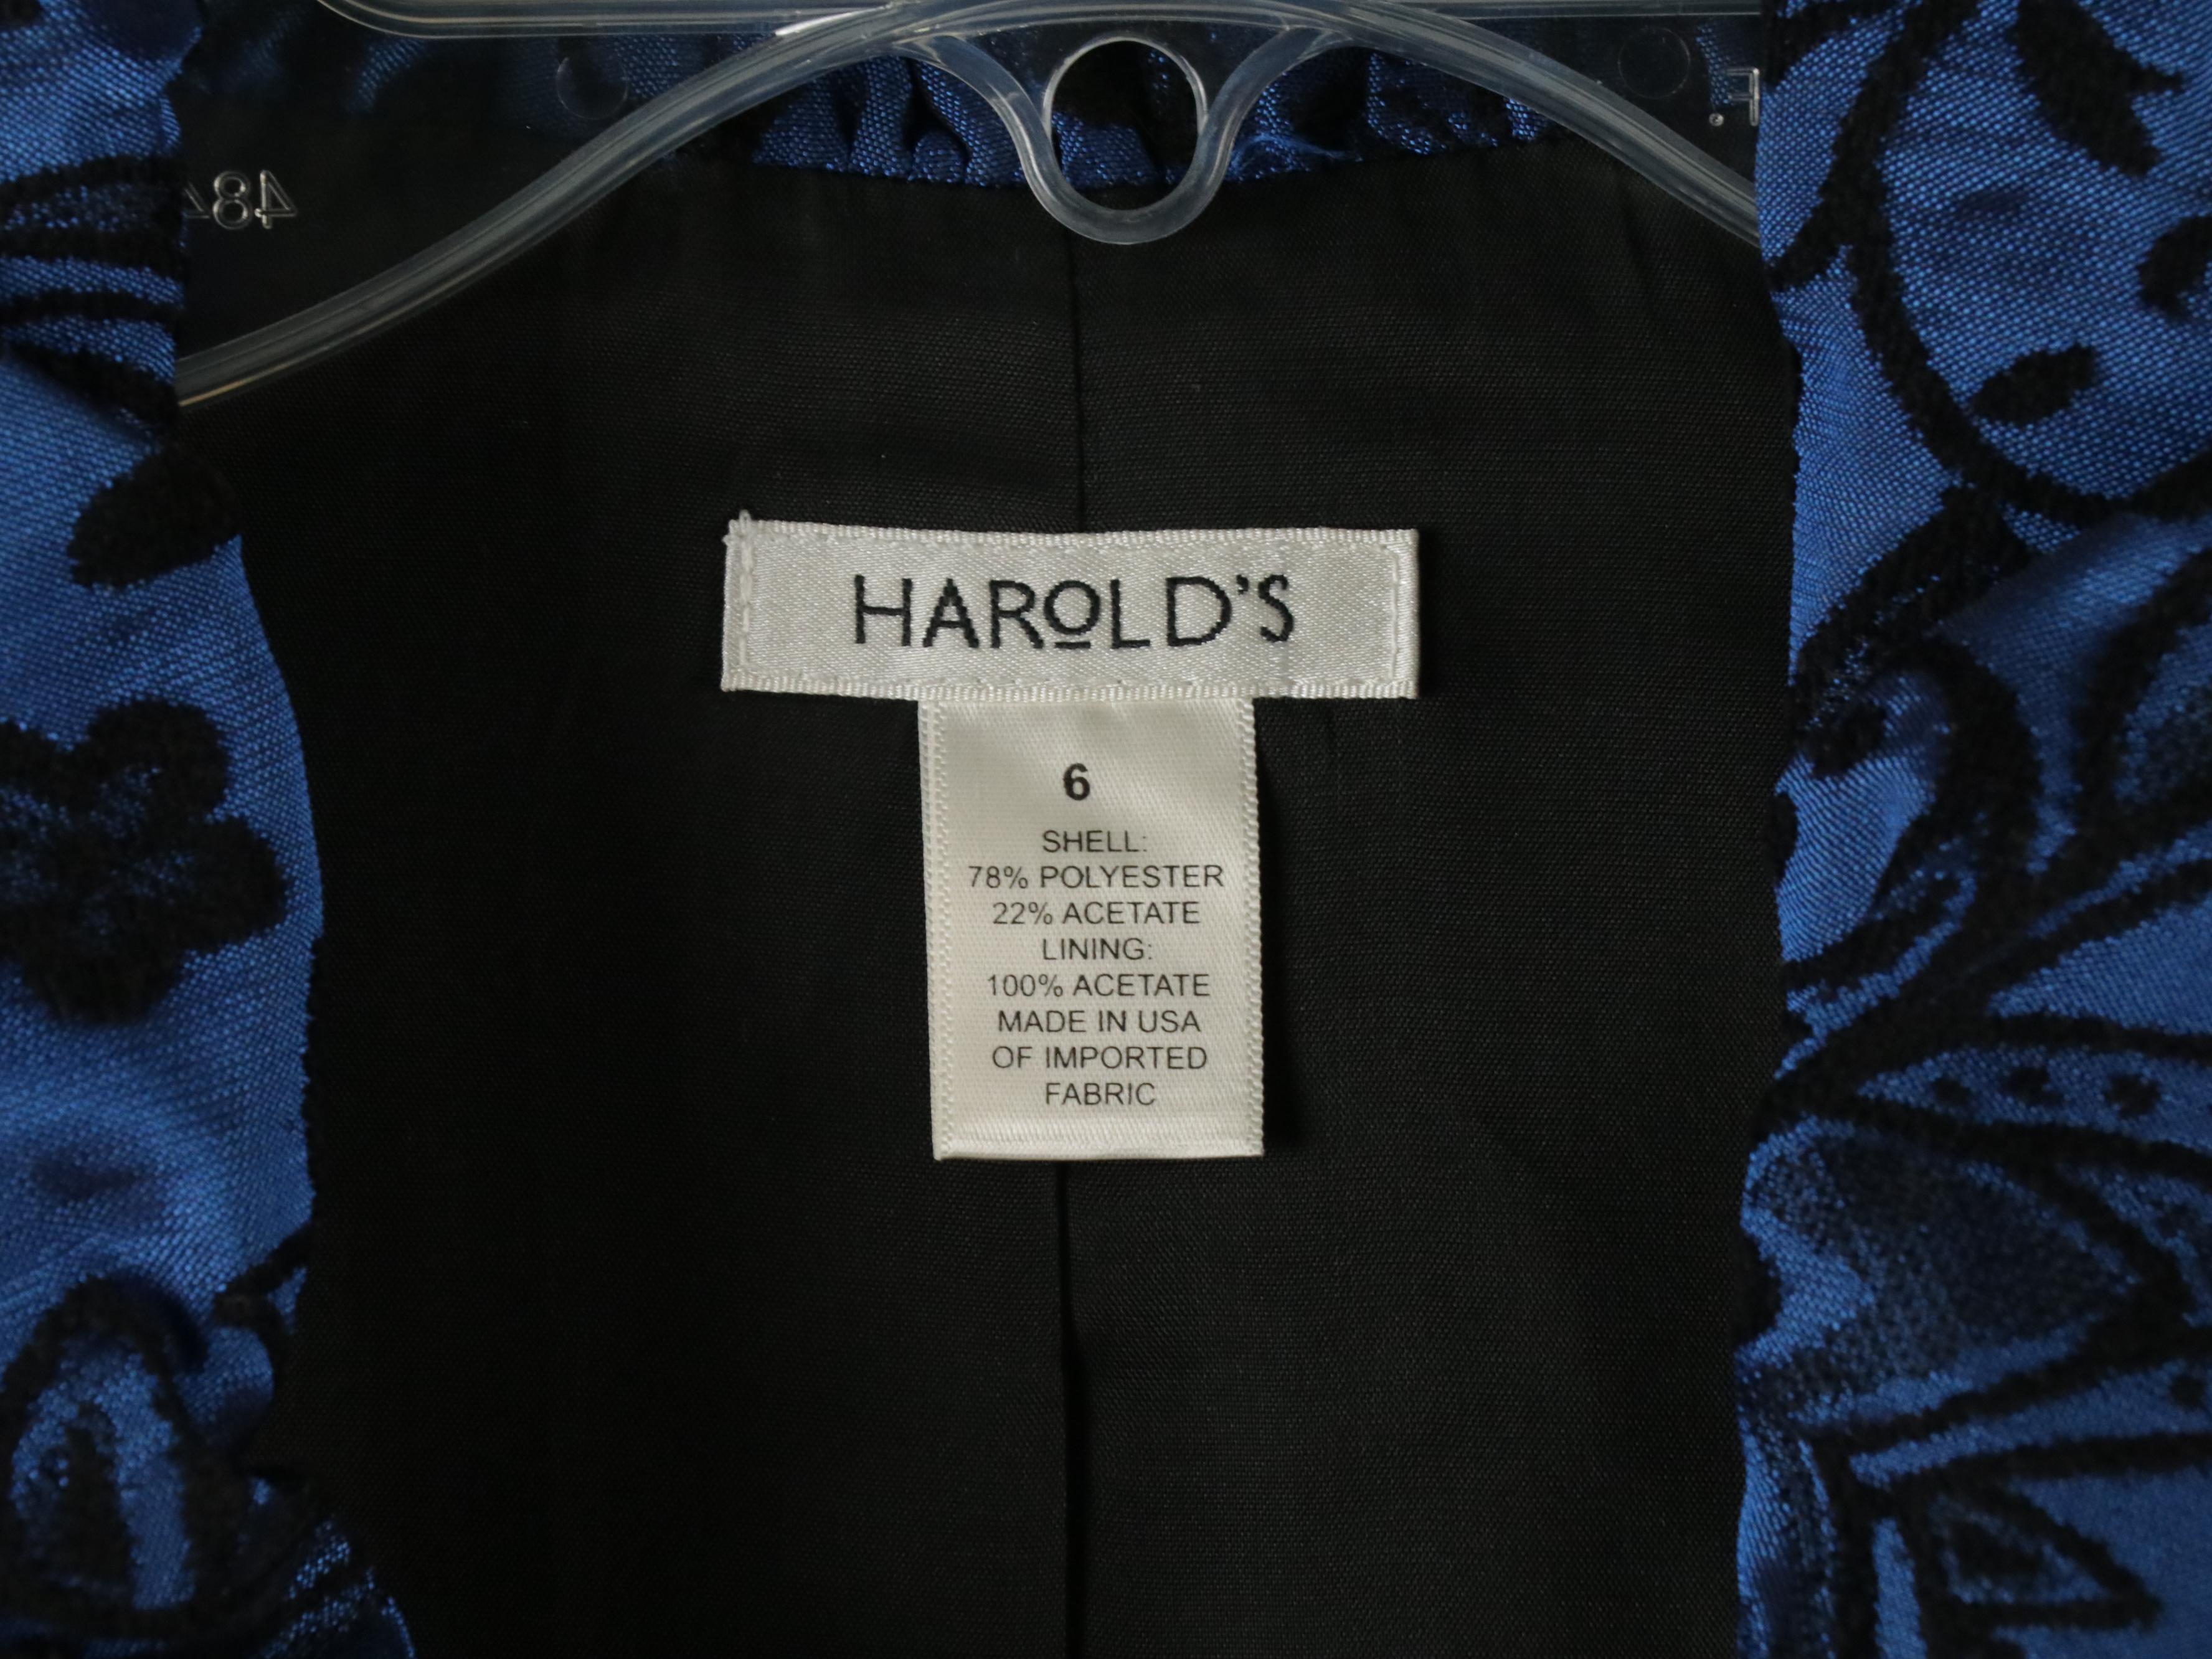 HAROLD'S
6
SHELL:
78% POLYESTER
22% ACETATE
LINING:
100% ACETATE
MADE IN USA
OF IMPORTED
FABRIC